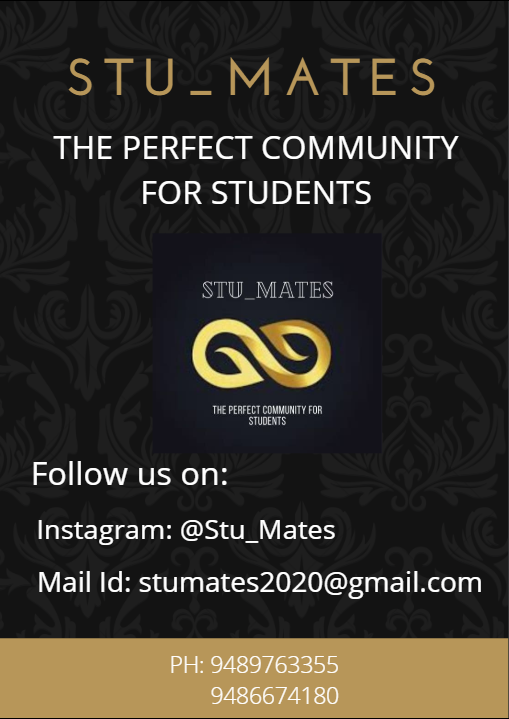 STU_MATES
THE PERFECT COMMUNITY
FOR STUDENTS
STU_MATES
THE PERFECT COMMUNITY FOR
STUDENTS
Follow us on:
Instagram: @Stu_Mates
Mail Id: stumates2020@gmail.com
PH: 9489763355
9486674180